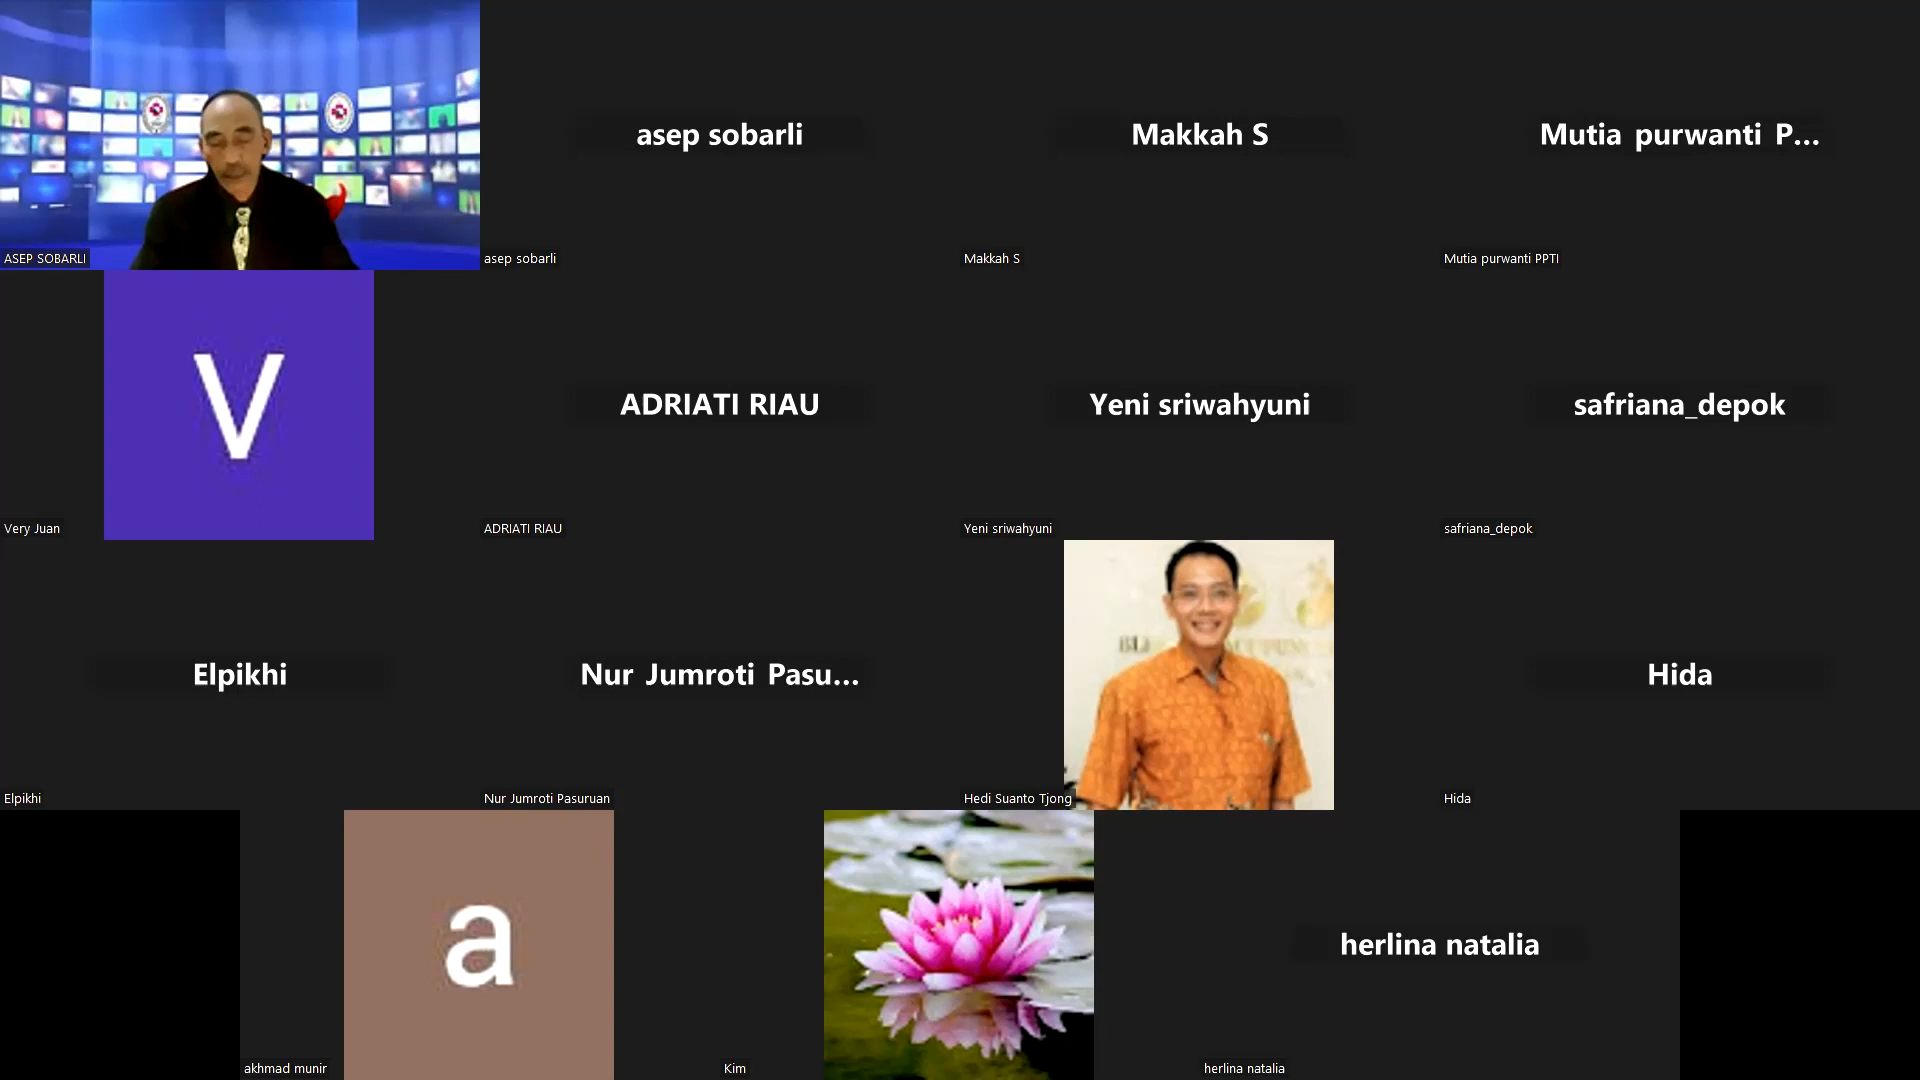 asep sobarli
Makkah S
Mutia purwanti P...
ASEP SOBARLI
asep sobarli
Makkah S
Mutia purwanti PPTI
V
ADRIATI RIAU
Yeni sriwahyuni
safriana_depok
Very Juan
ADRIATI RIAU
Yeni sriwahyuni
safriana_depok
Elpikhi
Nur Jumroti Pasu...
Hida
Elpikhi
Nur Jumroti Pasuruan
Hedi Suanto Tjong
Hida
a
herlina natalia
akhmad munir
Kim
herlina natalia